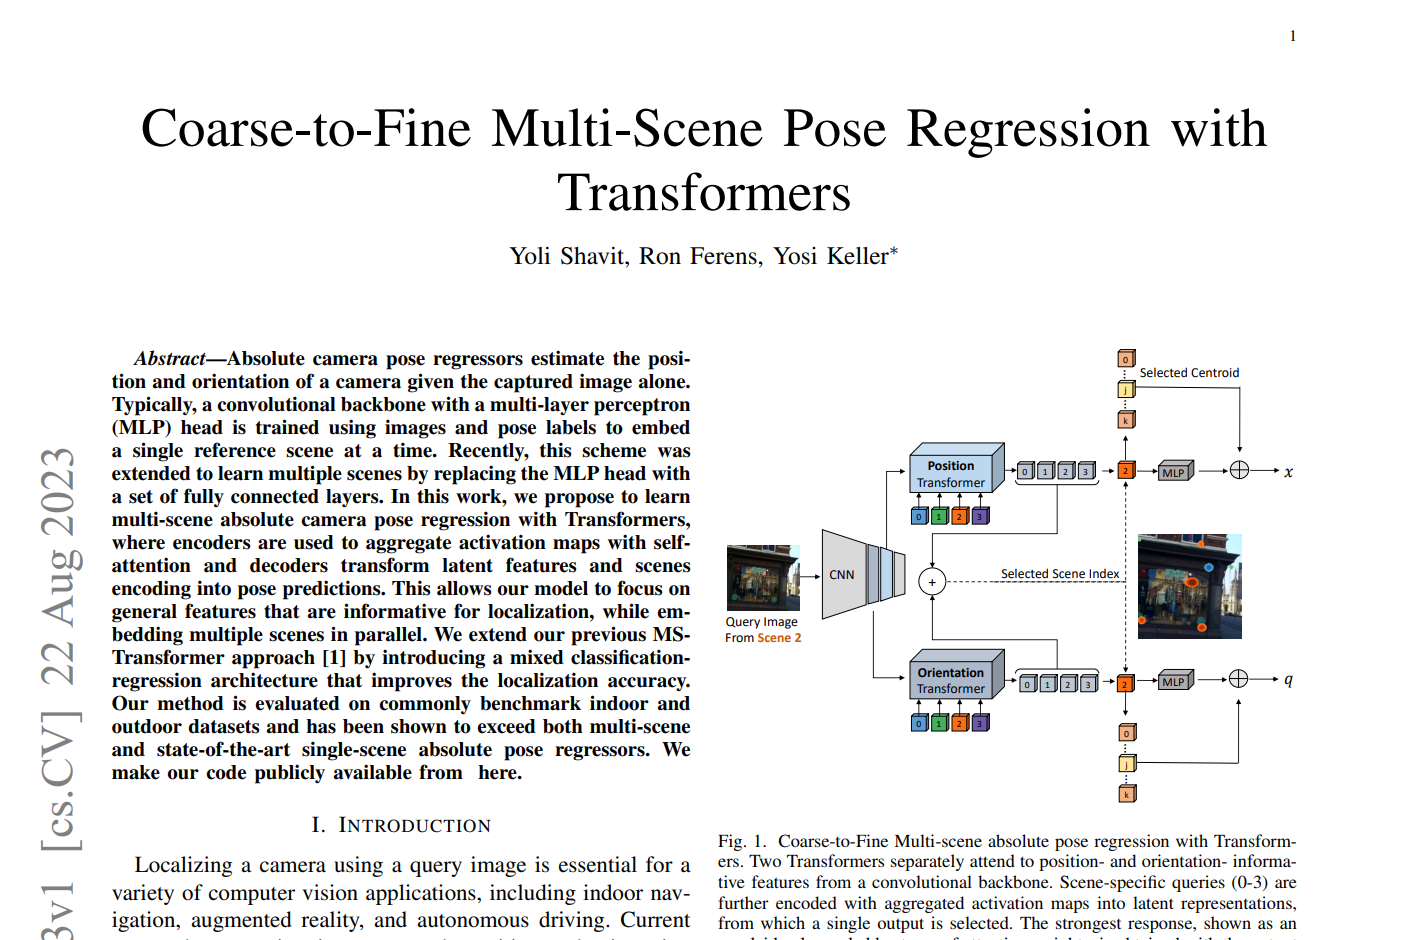 1
Coarse-to-Fine Multi-Scene Pose Regression with
Transformers
Yoli Shavit, Ron Ferens, Yosi Keller*
3v1 [cs.CV] 22 Aug 2023
Abstract—Absolute camera pose regressors estimate the posi-
tion and orientation of a camera given the captured image alone.
Typically, a convolutional backbone with a multi-layer perceptron
(MLP) head is trained using images and pose labels to embed
a single reference scene at a time. Recently, this scheme was
extended to learn multiple scenes by replacing the MLP head with
a set of fully connected layers. In this work, we propose to learn
multi-scene absolute camera pose regression with Transformers,
where encoders are used to aggregate activation maps with self-
attention and decoders transform latent features and scenes
encoding into pose predictions. This allows our model to focus on
general features that are informative for localization, while em-
bedding multiple scenes in parallel. We extend our previous MS-
Transformer approach [1] by introducing a mixed classification-
regression architecture that improves the localization accuracy.
Our method is evaluated on commonly benchmark indoor and
outdoor datasets and has been shown to exceed both multi-scene
and state-of-the-art single-scene absolute pose regressors. We
make our code publicly available from here.
I. INTRODUCTION
Localizing a camera using a query image is essential for a
variety of computer vision applications, including indoor nav-
igation, augmented reality, and autonomous driving. Current
0
Selected Centroid
j
k
Position
Transformer
0 1 2 3
2
MLP
x
0 1 2 3
CNN
+
Selected Scene Index
Query Image
From Scene 2
Orientation
Transformer
0 1 2 3
2
MLP
q
0 1 2 3
0
j
k
Fig. 1. Coarse-to-Fine Multi-scene absolute pose regression with Transform-
ers. Two Transformers separately attend to position- and orientation- informa-
tive features from a convolutional backbone. Scene-specific queries (0-3) are
further encoded with aggregated activation maps into latent representations,
from which a single output is selected. The strongest response, shown as an